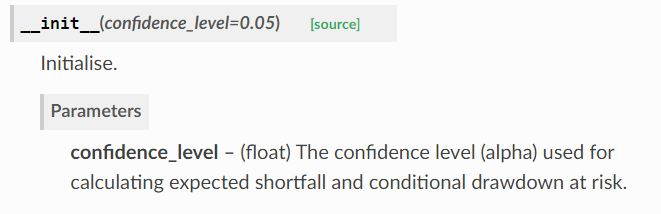 __init__(confidence_level=0.05) [source]
Initialise.
Parameters
confidence_level – (float) The confidence level (alpha) used for
calculating expected shortfall and conditional drawdown at risk.